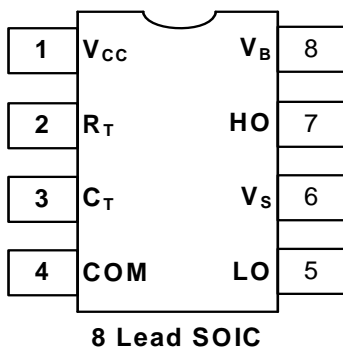 1 VCC VB 8
2 RT HO 7
3 CT VS 6
4 COM LO 5
8 Lead SOIC